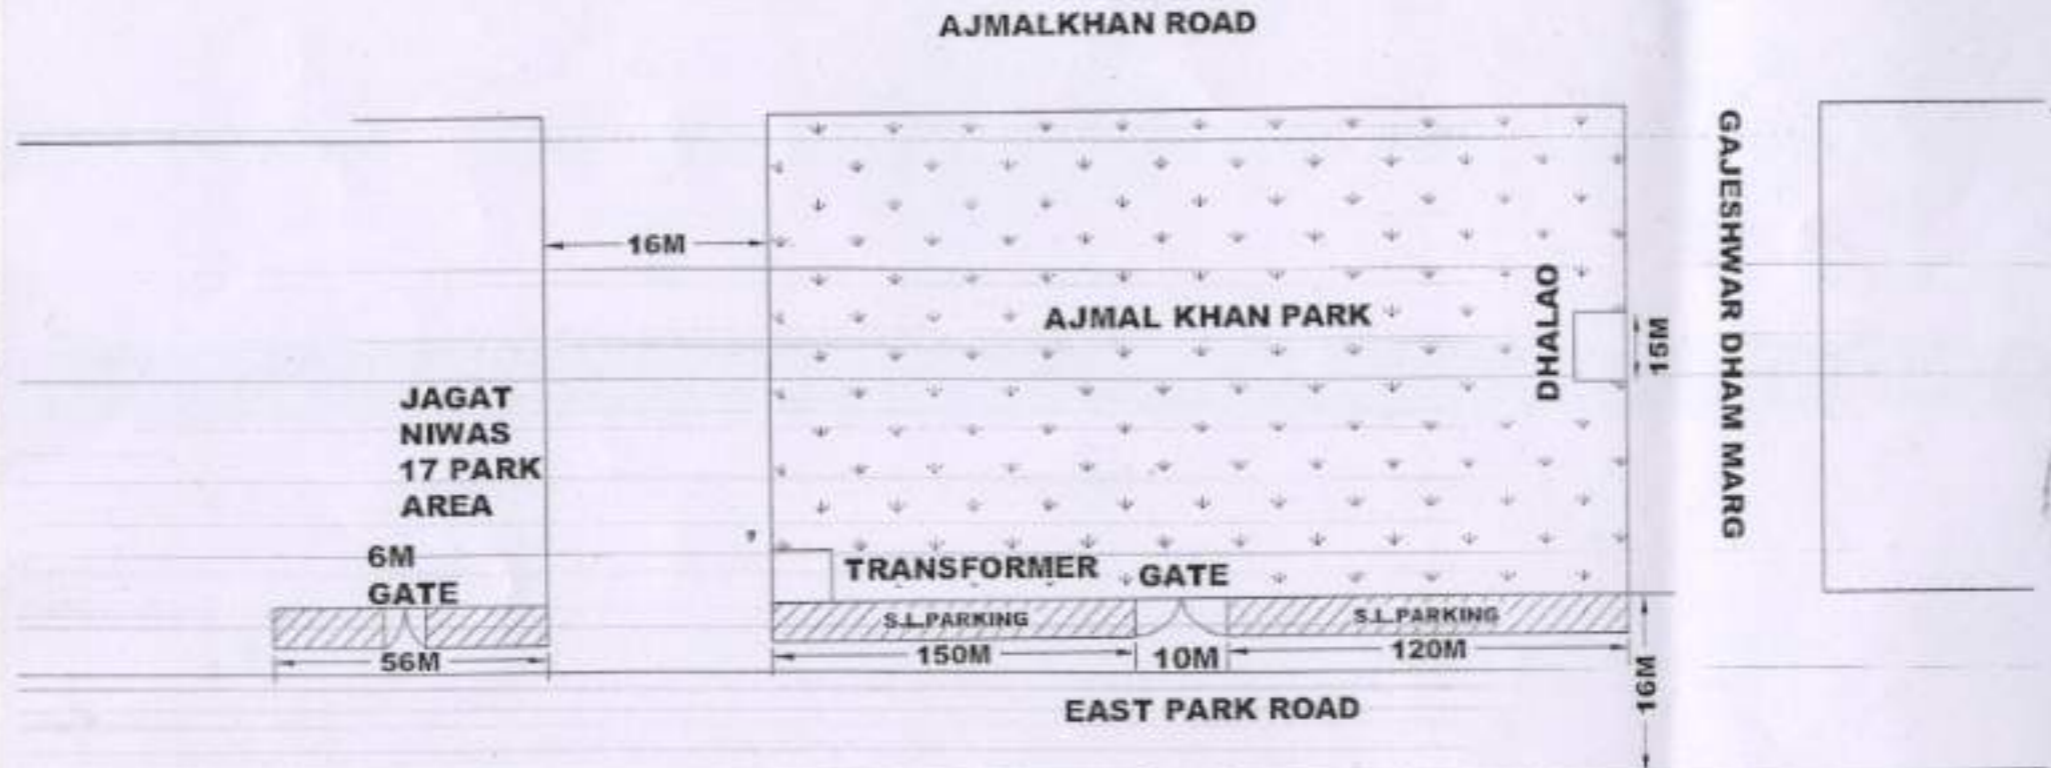 AJMALKHAN ROAD
16M
AJMAL KHAN PARK
DHALAO
15M
GAJESHWAR DHAM MARG
JAGAT
NIWAS
17 PARK
AREA
6M
GATE
TRANSFORMER
GATE
S.L.PARKING
S.L.PARKING
56M
150M
10M
120M
16M
EAST PARK ROAD